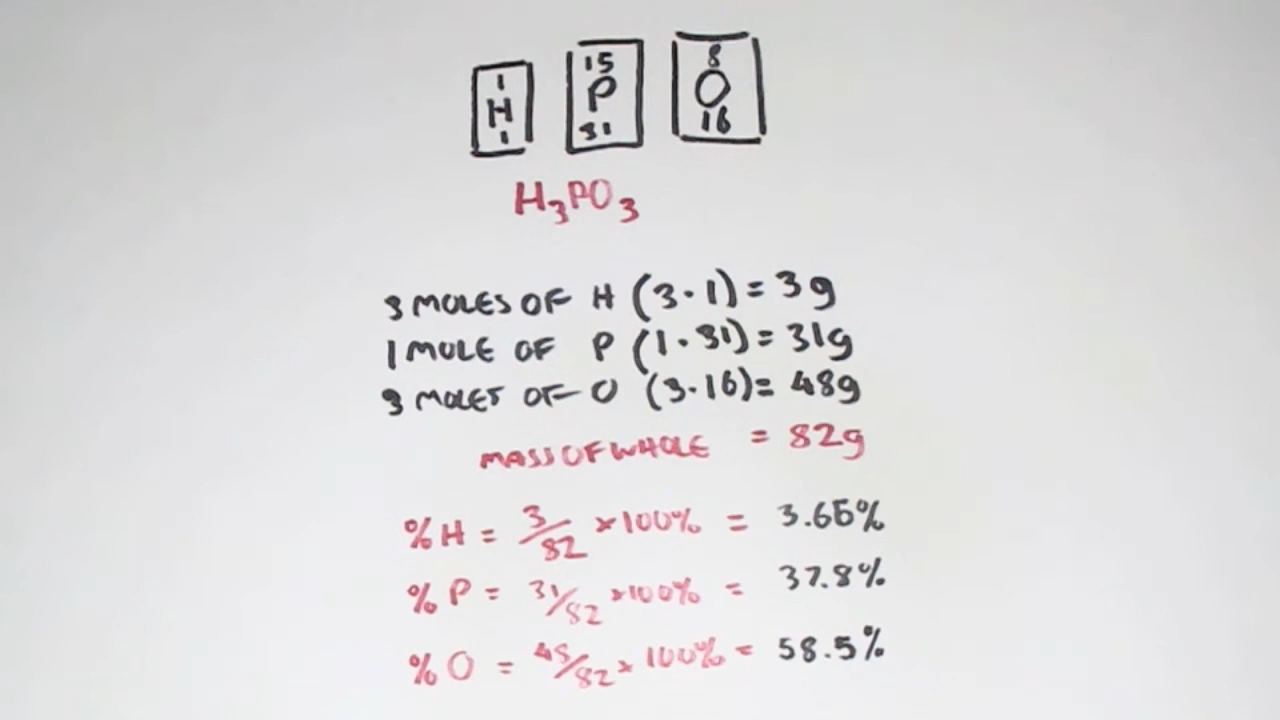 1 15 8
H P O
1 31 16
H₃PO₃
3 MOLES OF H (3·1) = 3g
1 MOLE OF P (1·31) = 31g
3 MOLES OF O (3·16) = 48g
MASS OF WHOLE = 82g
%H = 3/82 × 100% = 3.65%
%P = 31/82 × 100% = 37.8%
%O = 48/82 × 100% = 58.5%